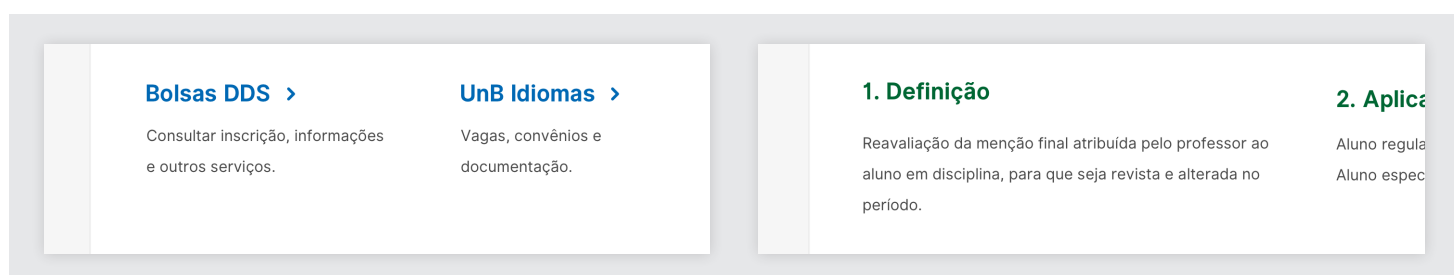 Bolsas DDS
Consultar inscrição, informações
e outros serviços.
UnB Idiomas
Vagas, convênios e
documentação.
1. Definição
Reavaliação da menção final atribuída pelo professor ao
aluno em disciplina, para que seja revista e alterada no
período.
2. Aplica
Aluno regula
Aluno espec